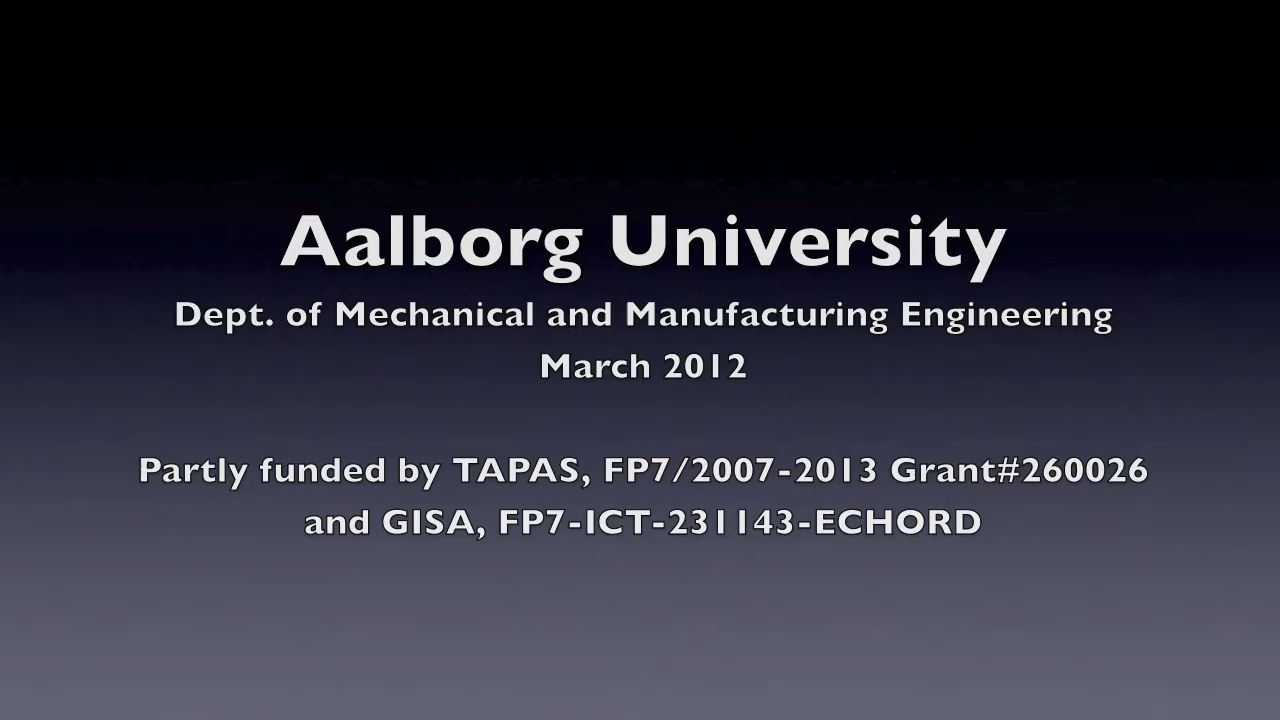 Aalborg University
Dept. of Mechanical and Manufacturing Engineering
March 2012
Partly funded by TAPAS, FP7/2007-2013 Grant#260026
and GISA, FP7-ICT-231143-ECHORD